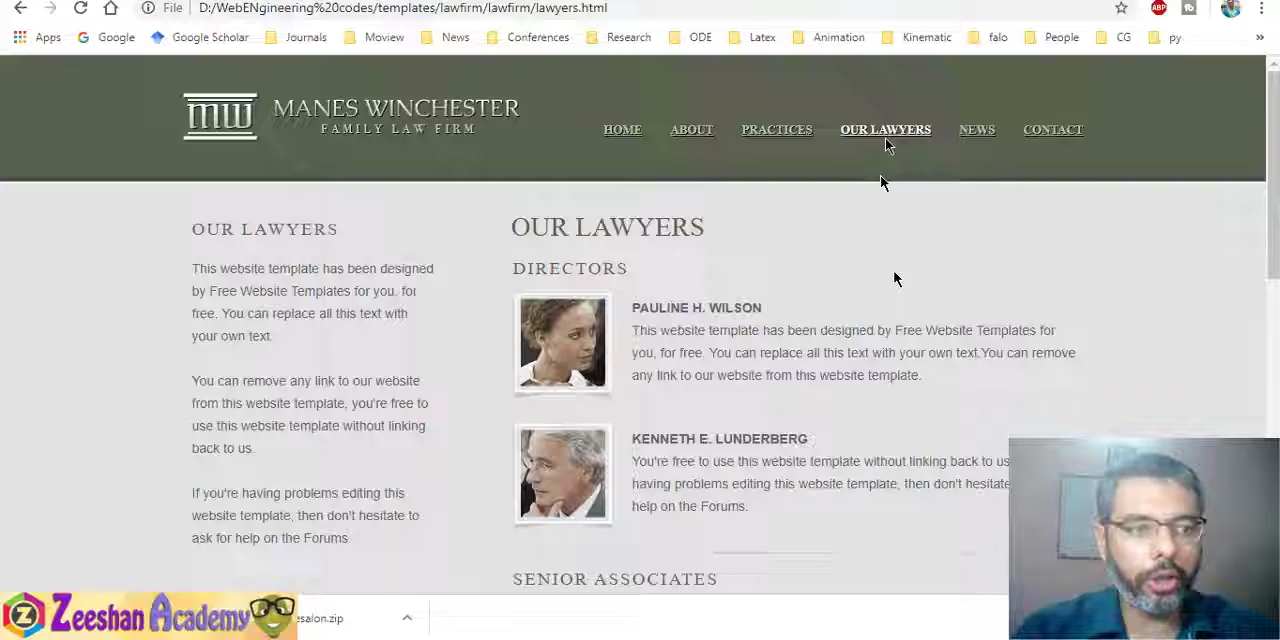 File D:/WebENgineering%20codes/templates/lawfirm/lawfirm/lawyers.html
ABP
Apps Google Google Scholar Journals Moview News Conferences Research ODE Latex Animation Kinematic falo People CG py »
mw MANES WINCHESTER
FAMILY LAW FIRM
HOME ABOUT PRACTICES OUR LAWYERS NEWS CONTACT
OUR LAWYERS
This website template has been designed
by Free Website Templates for you, for
free. You can replace all this text with
your own text.
You can remove any link to our website
from this website template, you're free to
use this website template without linking
back to us.
If you're having problems editing this
website template, then don't hesitate to
ask for help on the Forums
OUR LAWYERS
DIRECTORS
PAULINE H. WILSON
This website template has been designed by Free Website Templates for
you, for free. You can replace all this text with your own text.You can remove
any link to our website from this website template.
KENNETH E. LUNDERBERG
You're free to use this website template without linking back to us
having problems editing this website template, then don't hesitate
help on the Forums.
SENIOR ASSOCIATES
Z Zeeshan Academy
esalon.zip